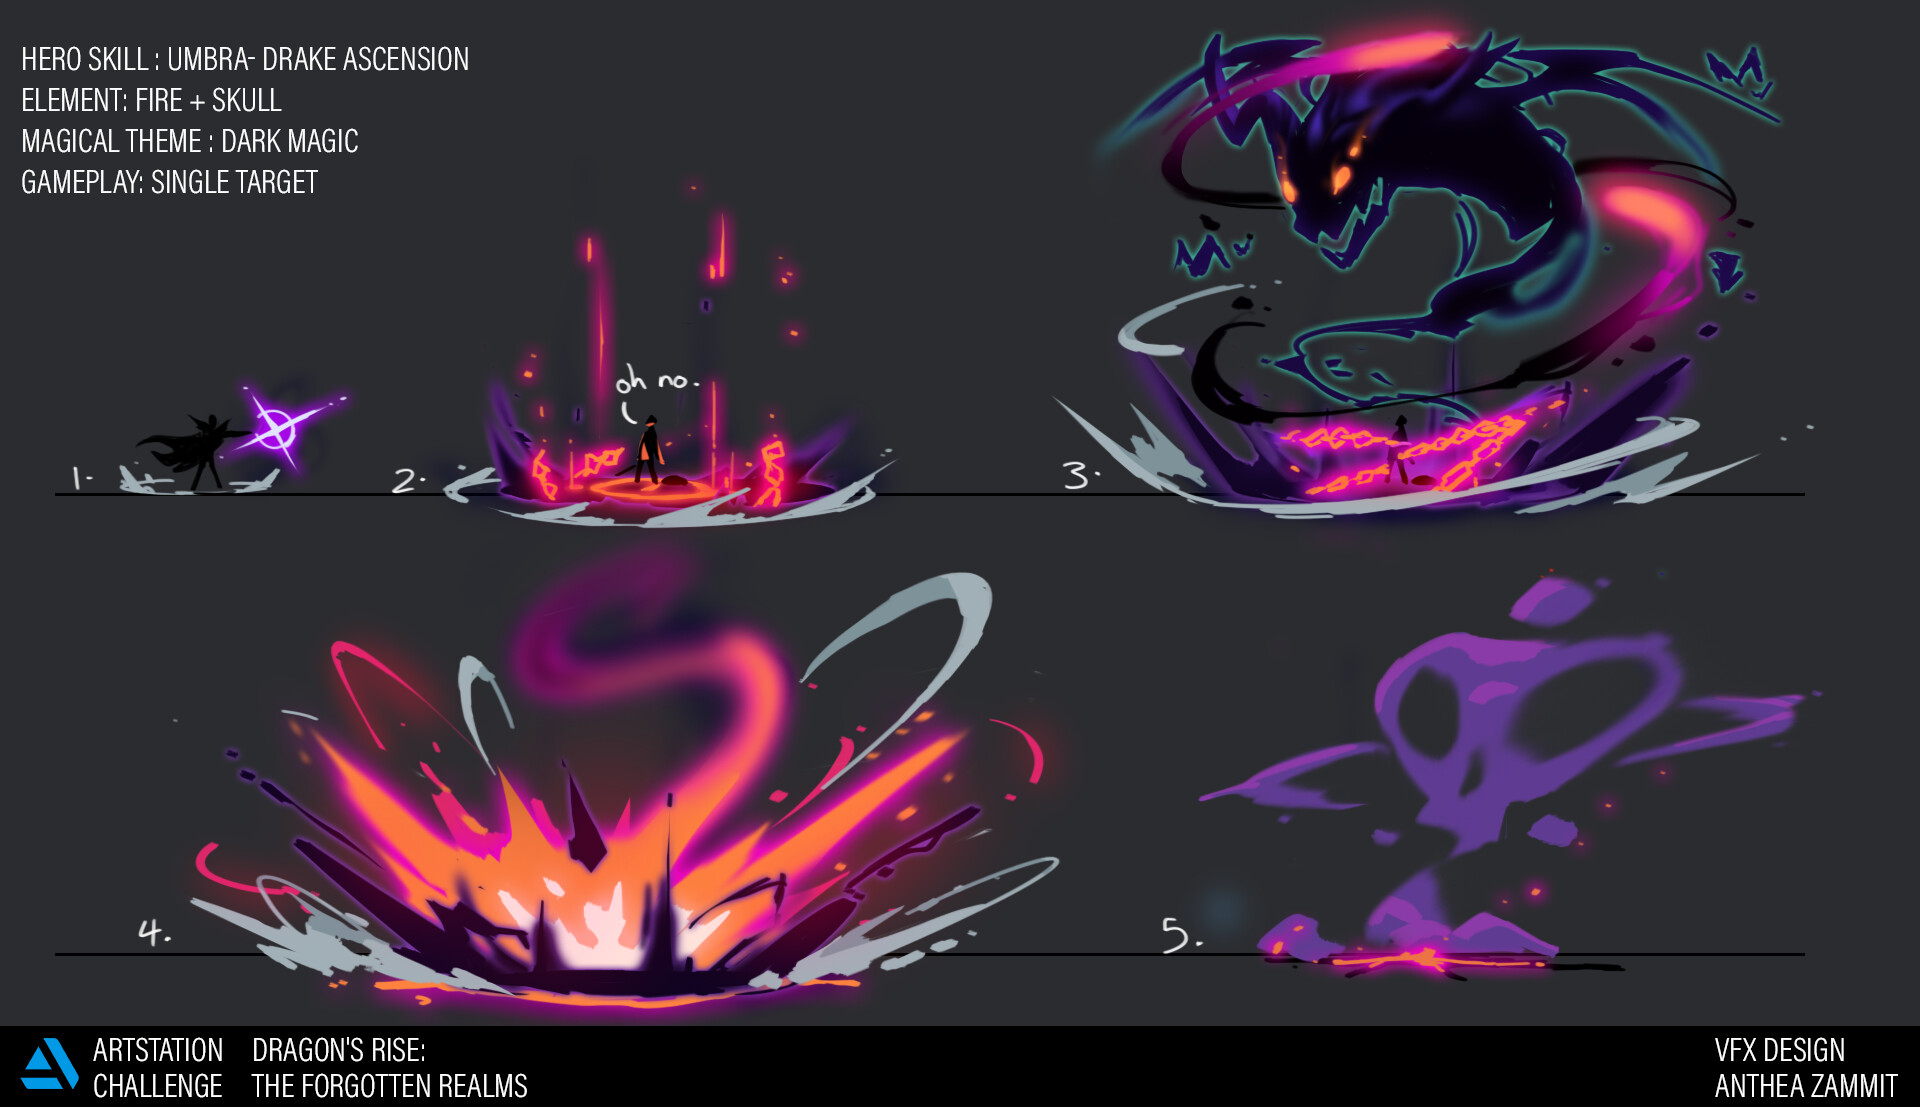 HERO SKILL : UMBRA- DRAKE ASCENSION
ELEMENT: FIRE + SKULL
MAGICAL THEME : DARK MAGIC
GAMEPLAY: SINGLE TARGET
1.
2.
oh no.
3.
4.
5.
ARTSTATION
CHALLENGE
DRAGON'S RISE:
THE FORGOTTEN REALMS
VFX DESIGN
ANTHEA ZAMMIT